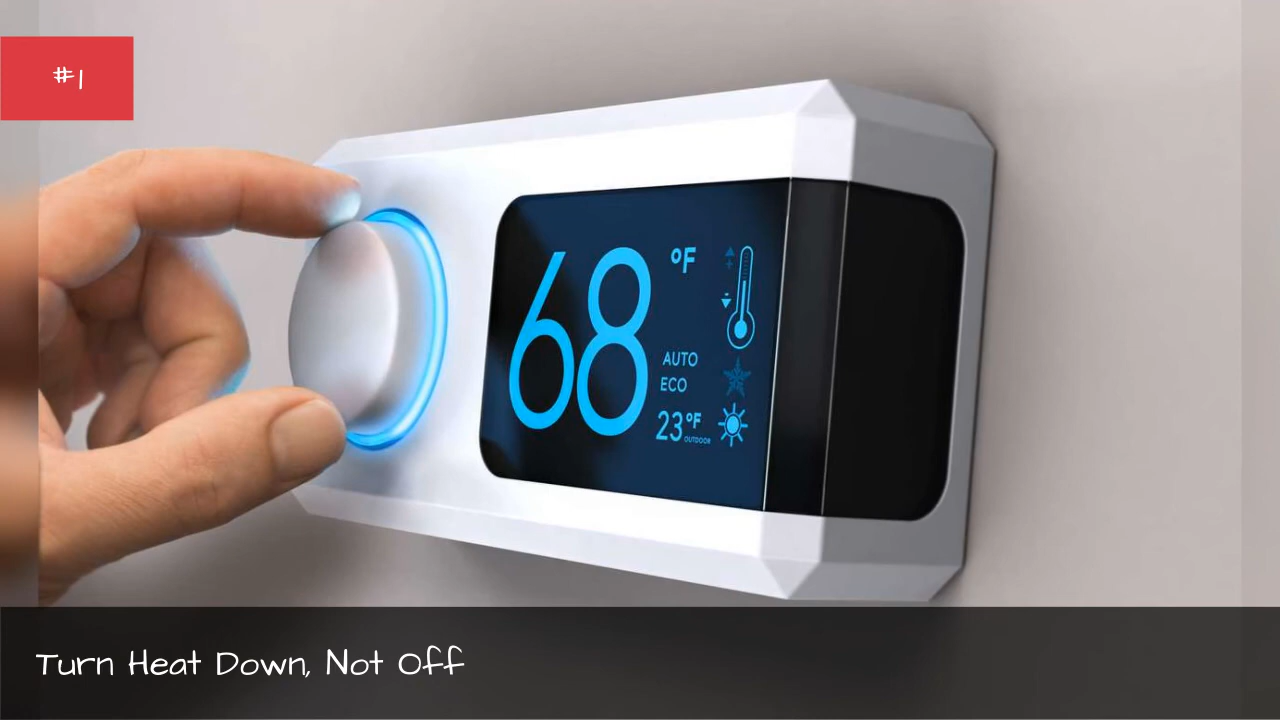 #1
68 °F
AUTO
ECO
23°F
OUTDOOR
Turn Heat Down, Not Off